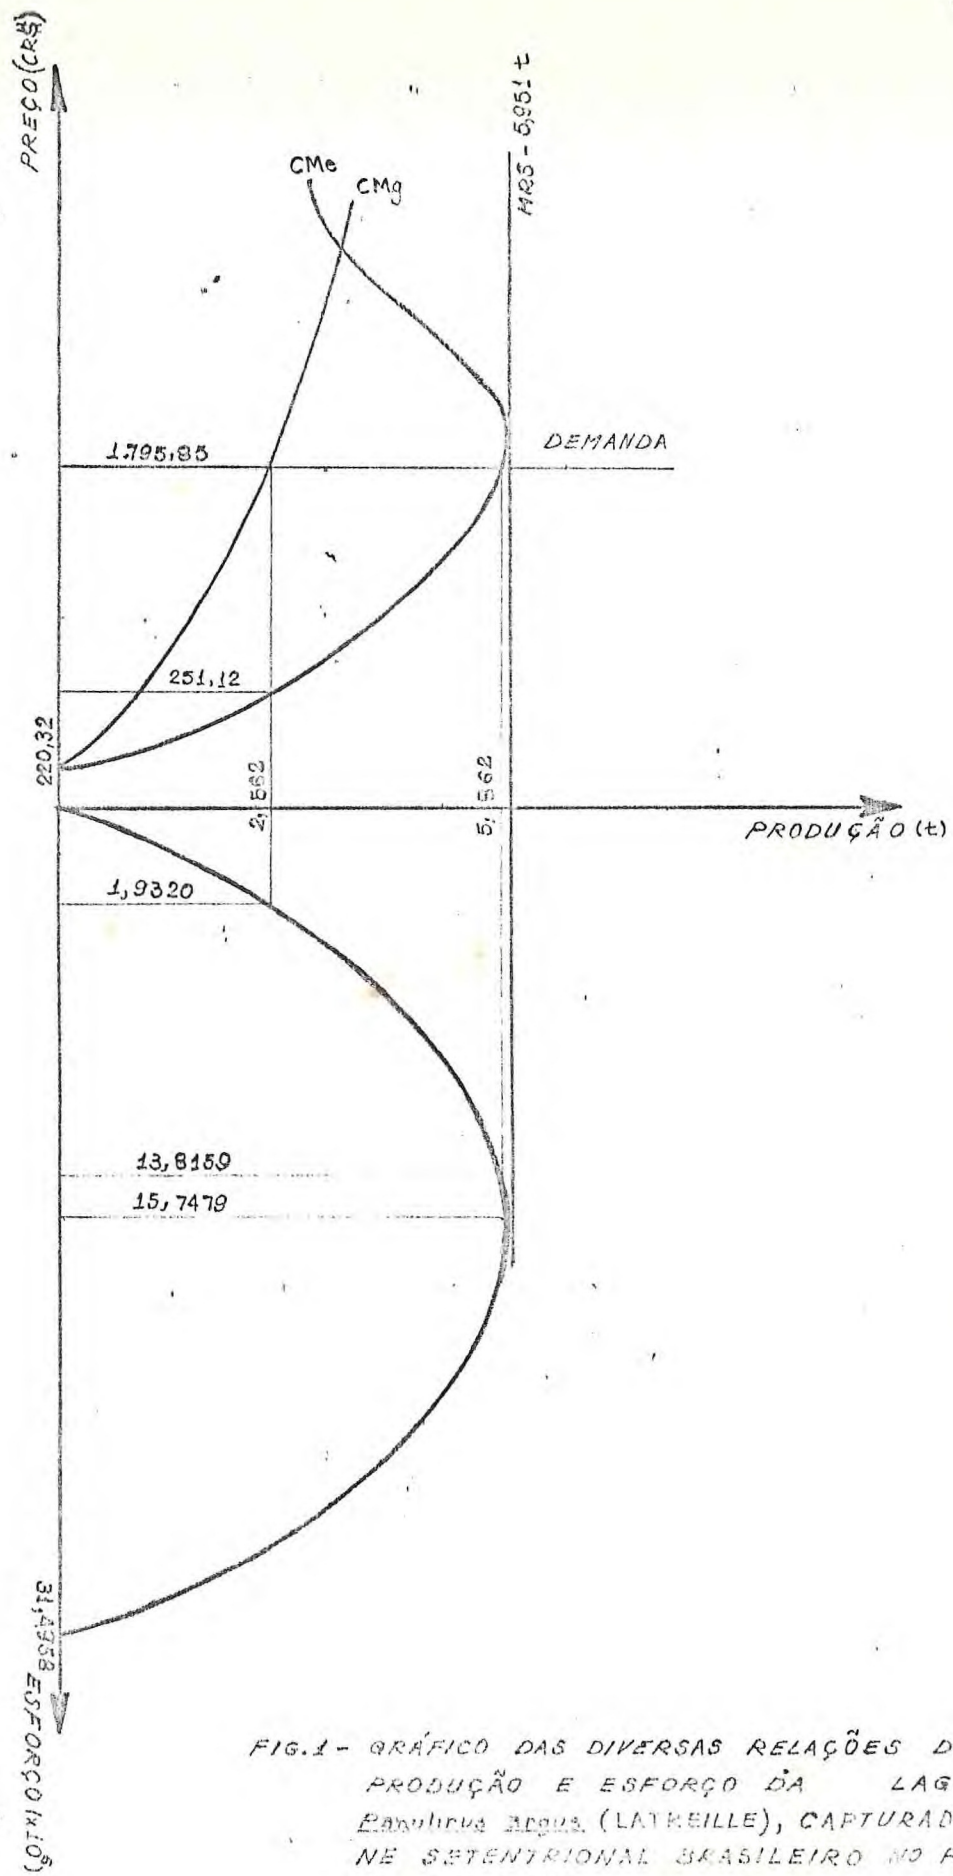 PREÇO (CR$)
CMe
CMg
MRS - 5,951 t
DEMANDA
1.795,85
251,12
220,32
2,562
5,562
PRODUÇÃO (t)
1,9320
13,8159
15,7479
31,4958
ESFORÇO (x10⁶)
FIG.1 - GRÁFICO DAS DIVERSAS RELAÇÕES D
PRODUÇÃO E ESFORÇO DA LAG
Panulirus argus (LATREILLE), CAPTURAD
NE SETENTRIONAL BRASILEIRO NO P